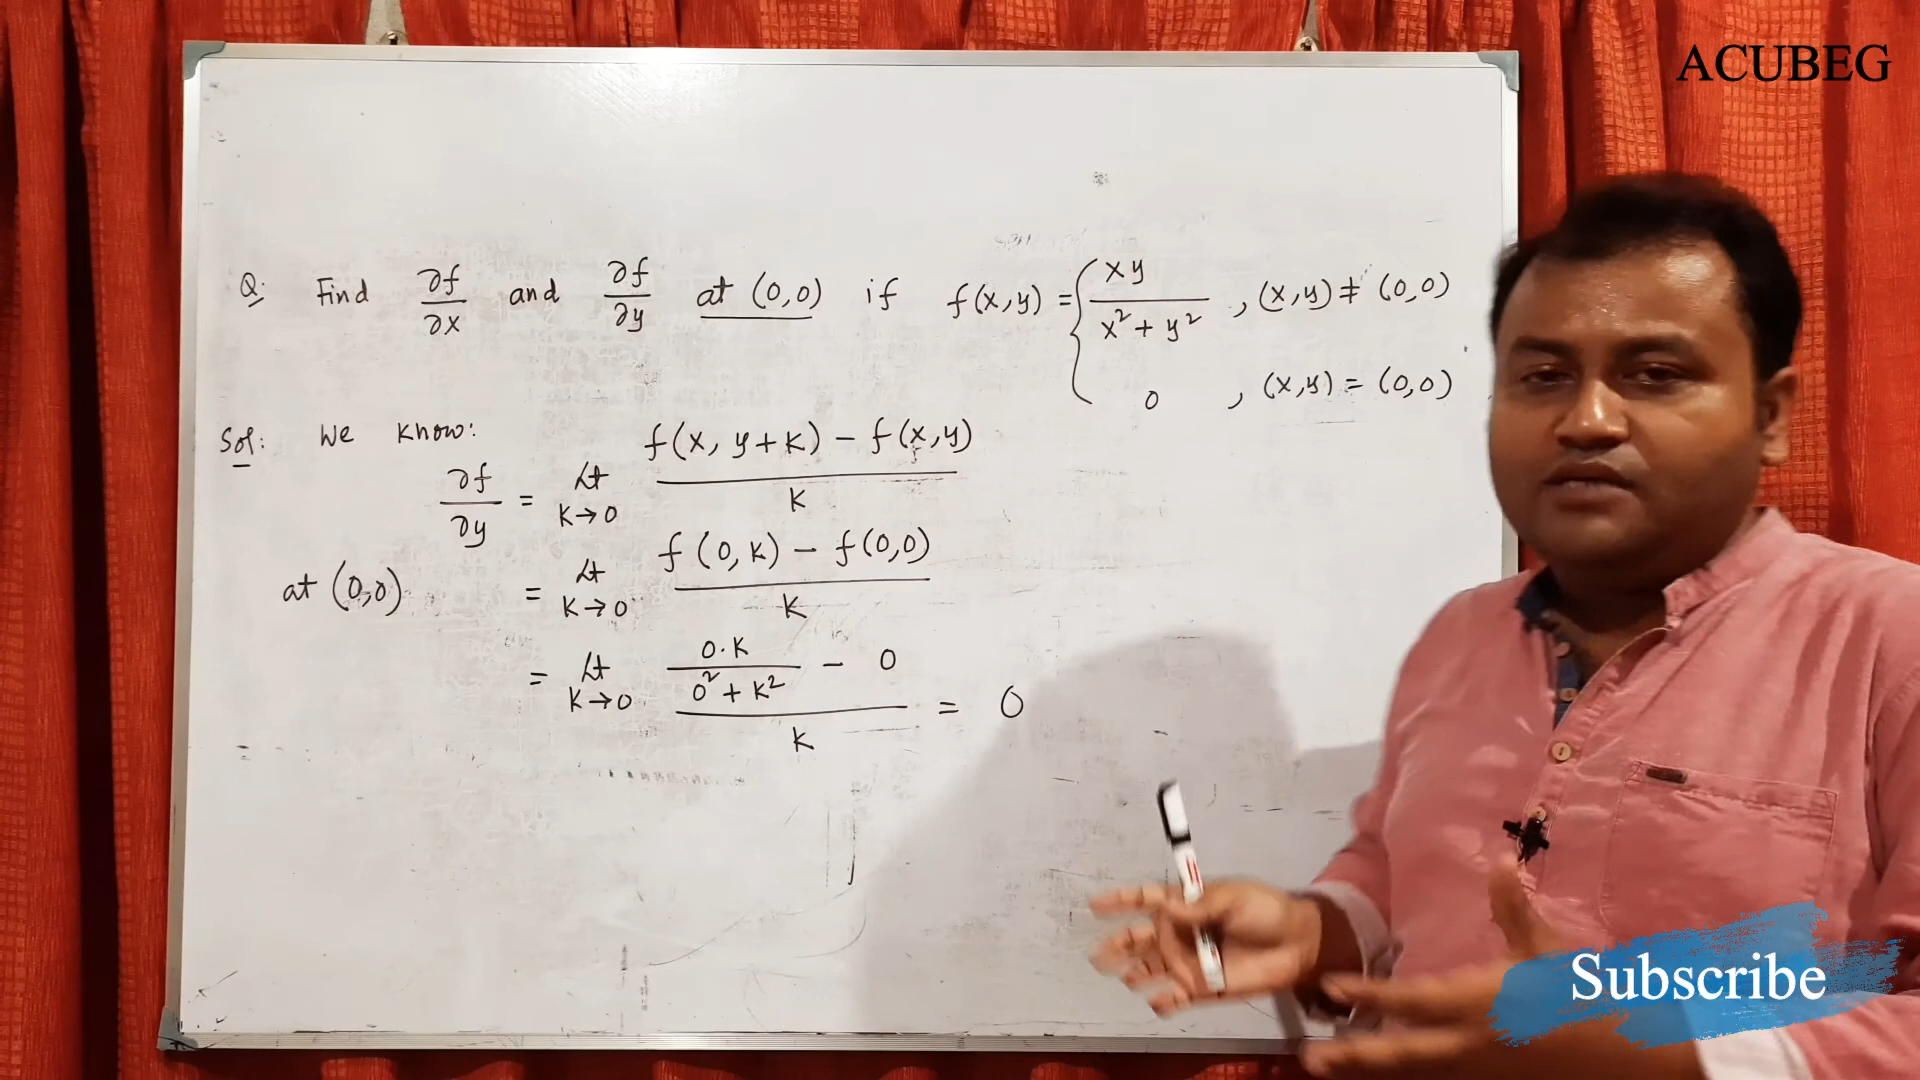 ACUBEG
Q. Find ∂f/∂x and ∂f/∂y at (0,0) if f(x,y) = { xy/(x²+y²) , (x,y) ≠ (0,0)
0 , (x,y) = (0,0)
Sol: We know:
∂f/∂y = Lt K→0 (f(x, y+K) − f(x,y))/K
at (0,0) = Lt K→0 (f(0,K) − f(0,0))/K
= Lt K→0 ((0·K)/(0²+K²) − 0)/K = 0
Subscribe